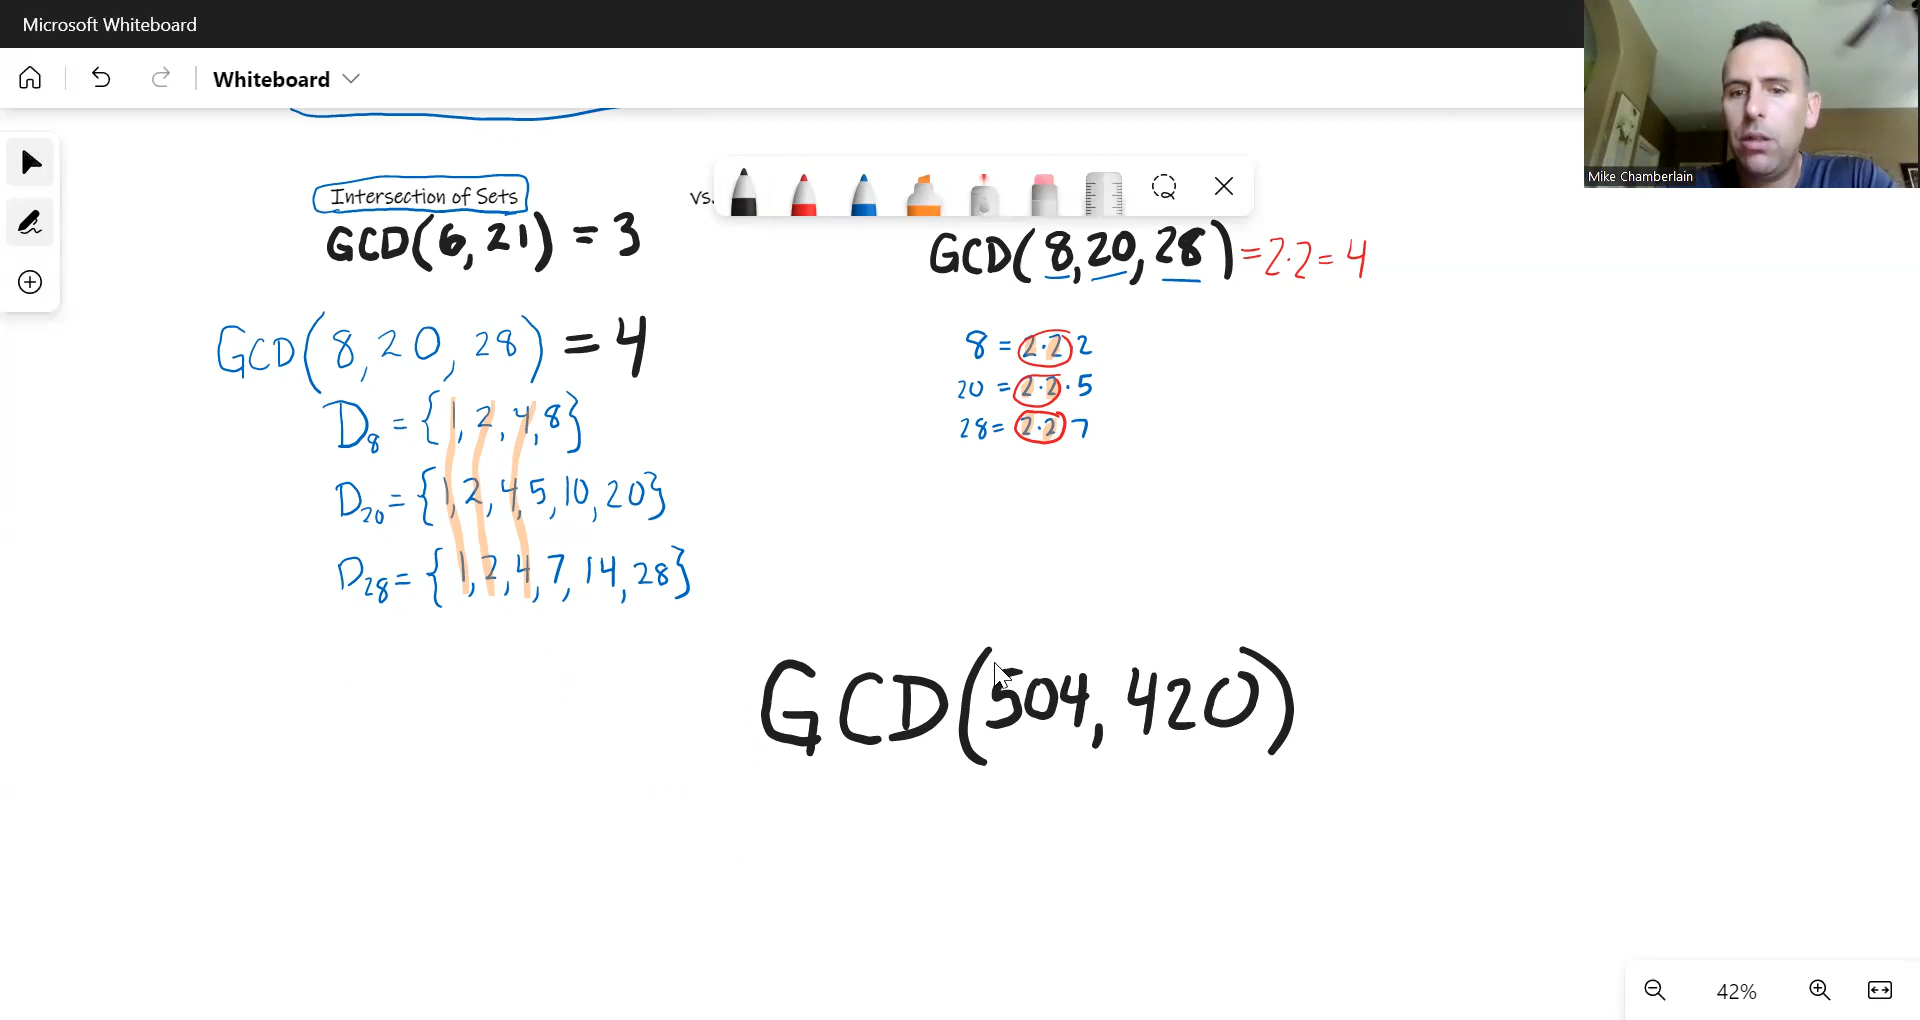 Microsoft Whiteboard
Whiteboard
Mike Chamberlain
Intersection of Sets
vs.
GCD(6, 21) = 3
GCD(8, 20, 28) = 2·2 = 4
GCD(8, 20, 28) = 4
8 = 2·2 2
20 = 2·2·5
28 = 2·2 7
D₈ = {1, 2, 4, 8}
D₂₀ = {1, 2, 4, 5, 10, 20}
D₂₈ = {1, 2, 4, 7, 14, 28}
GCD(504, 420)
42%